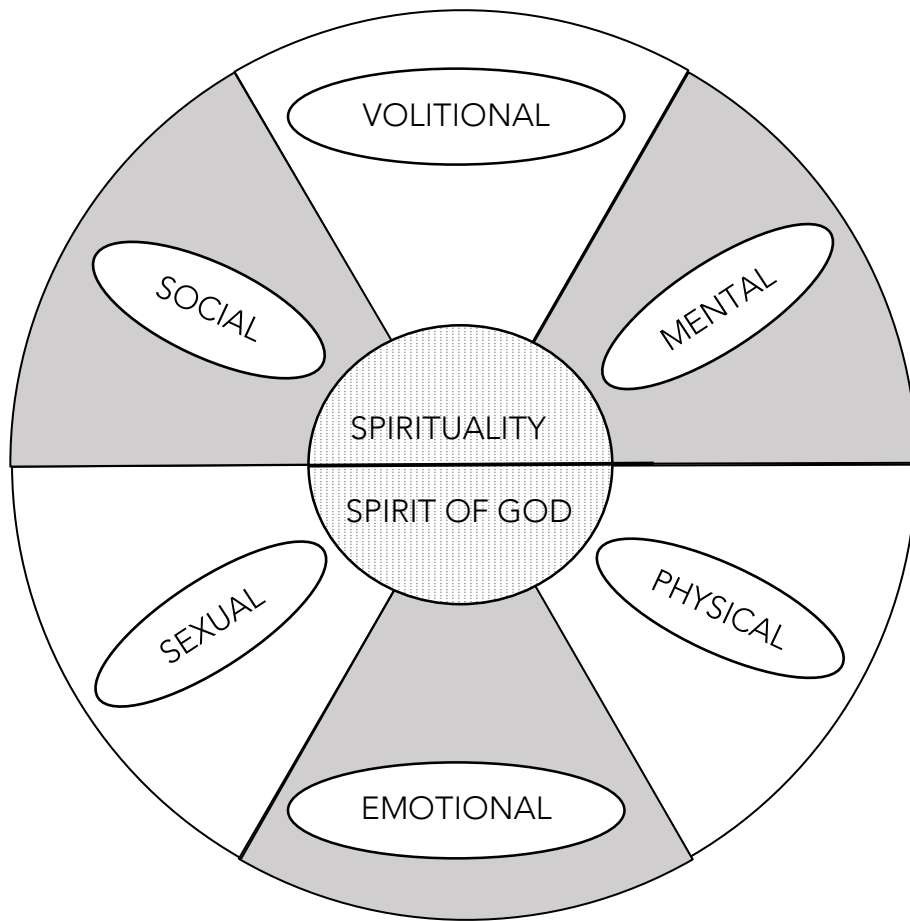 VOLITIONAL
SOCIAL
MENTAL
SPIRITUALITY
SPIRIT OF GOD
SEXUAL
PHYSICAL
EMOTIONAL